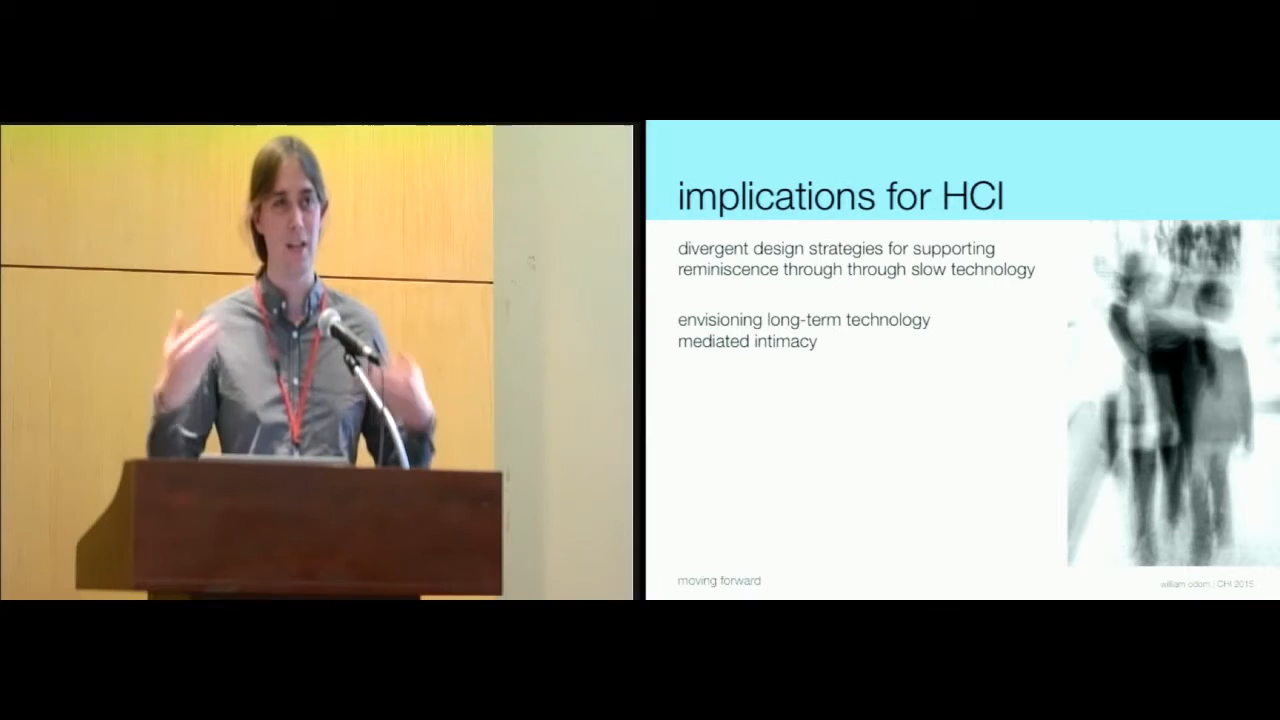 implications for HCI
divergent design strategies for supporting
reminiscence through through slow technology
envisioning long-term technology
mediated intimacy
moving forward
william odom | CHI 2015